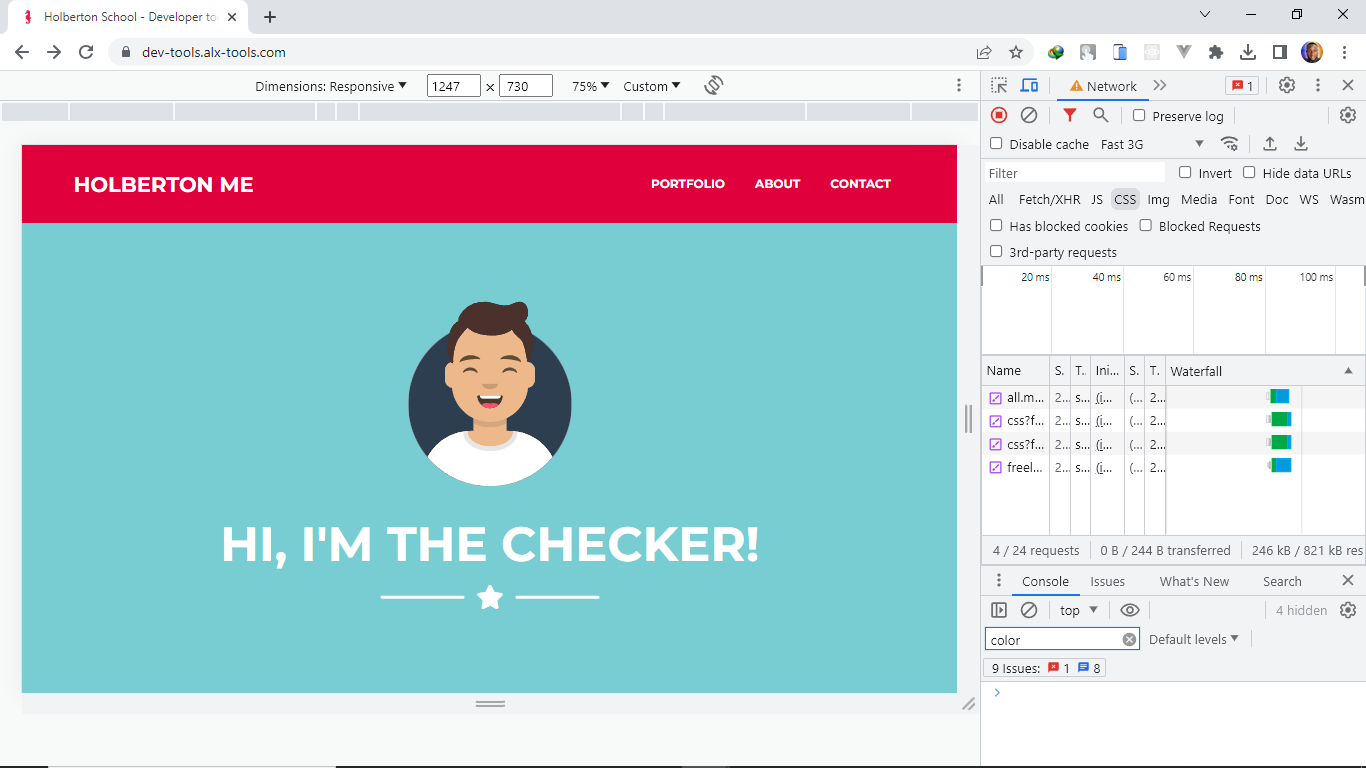 Holberton School - Developer to
dev-tools.alx-tools.com
Dimensions: Responsive 1247 × 730 75% Custom
HOLBERTON ME PORTFOLIO ABOUT CONTACT
HI, I'M THE CHECKER!
Network 1
Preserve log
Disable cache Fast 3G
Filter Invert Hide data URLs
All Fetch/XHR JS CSS Img Media Font Doc WS Wasm
Has blocked cookies Blocked Requests
3rd-party requests
20 ms 40 ms 60 ms 80 ms 100 ms
Name S. T. Ini... S. T. Waterfall
all.m... 2... s... (i... (... 2...
css?f... 2... s... (i... (... 2...
css?f... 2... s... (i... (... 2...
freel... 2... s... (i... (... 2...
4 / 24 requests 0 B / 244 B transferred 246 kB / 821 kB res
Console Issues What's New Search
top 4 hidden
color Default levels
9 Issues: 1 8